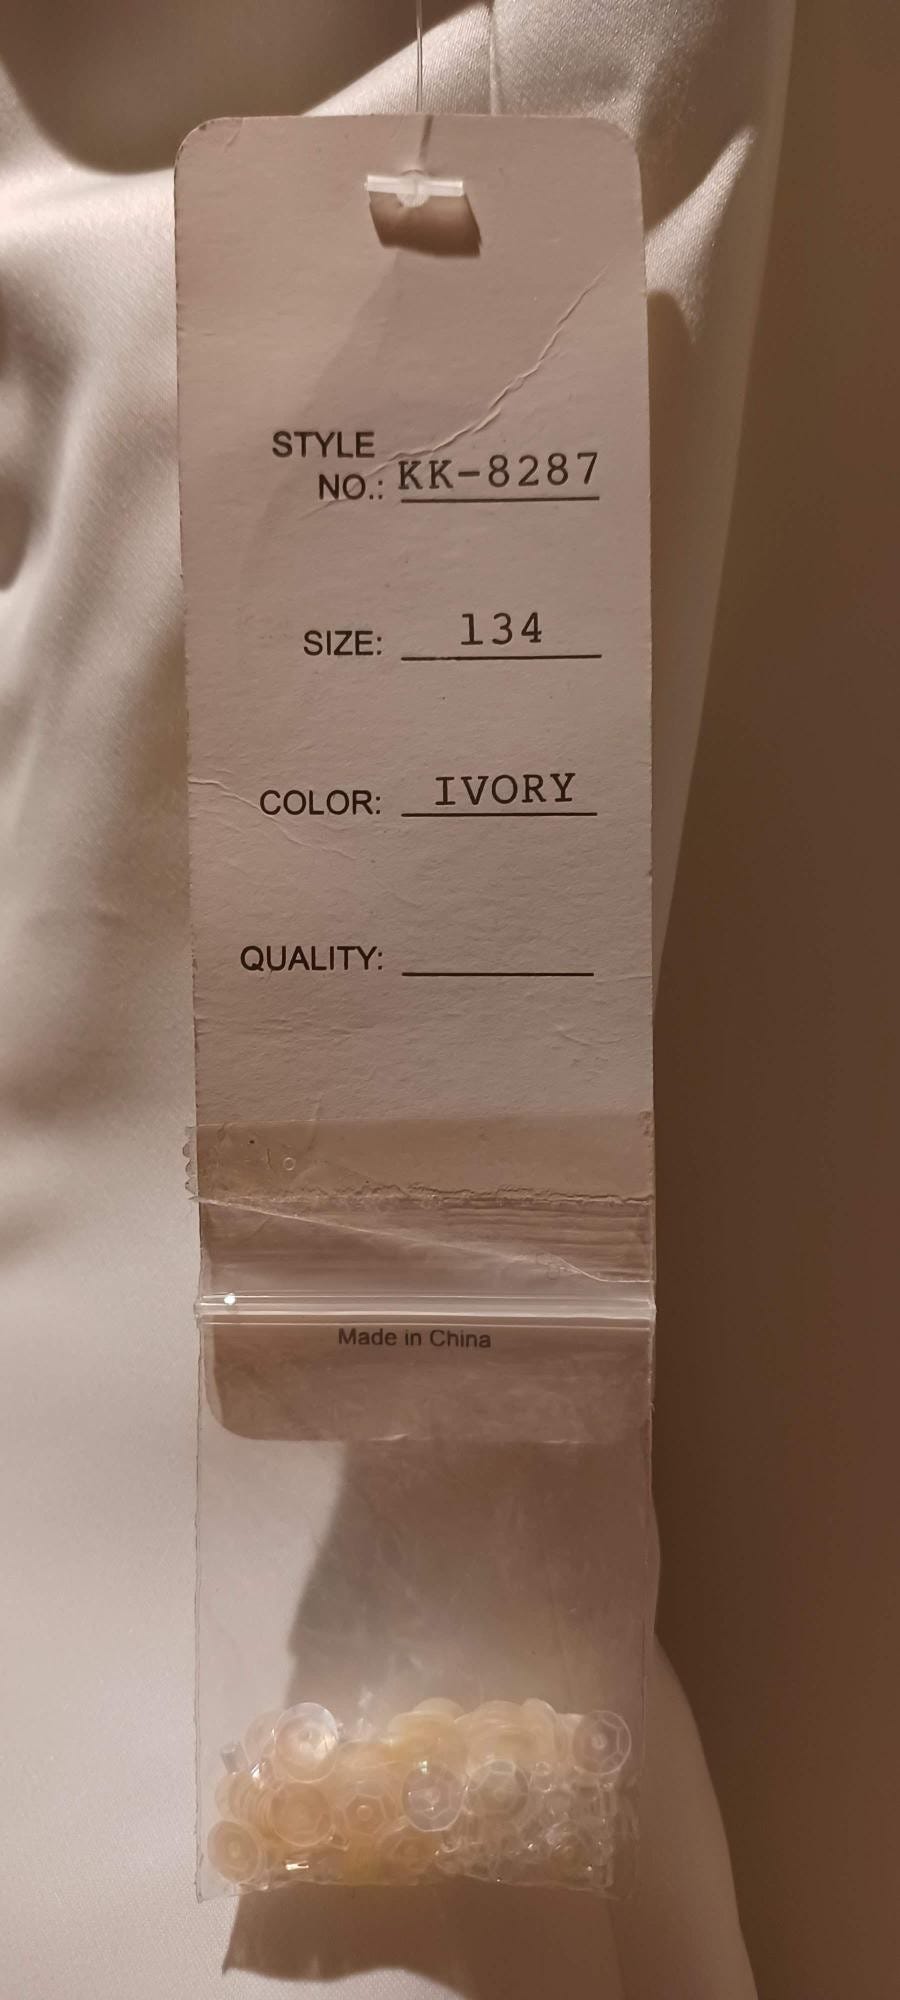 STYLE
NO.: KK-8287
SIZE: 134
COLOR: IVORY
QUALITY:
Made in China